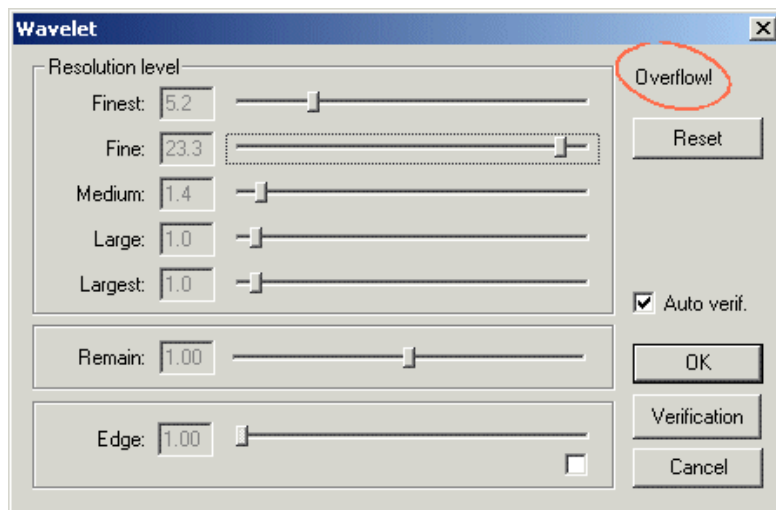 Wavelet
Resolution level
Overflow!
Finest: 5.2
Fine: 23.3
Reset
Medium: 1.4
Large: 1.0
Largest: 1.0
Auto verif.
Remain: 1.00
OK
Verification
Edge: 1.00
Cancel